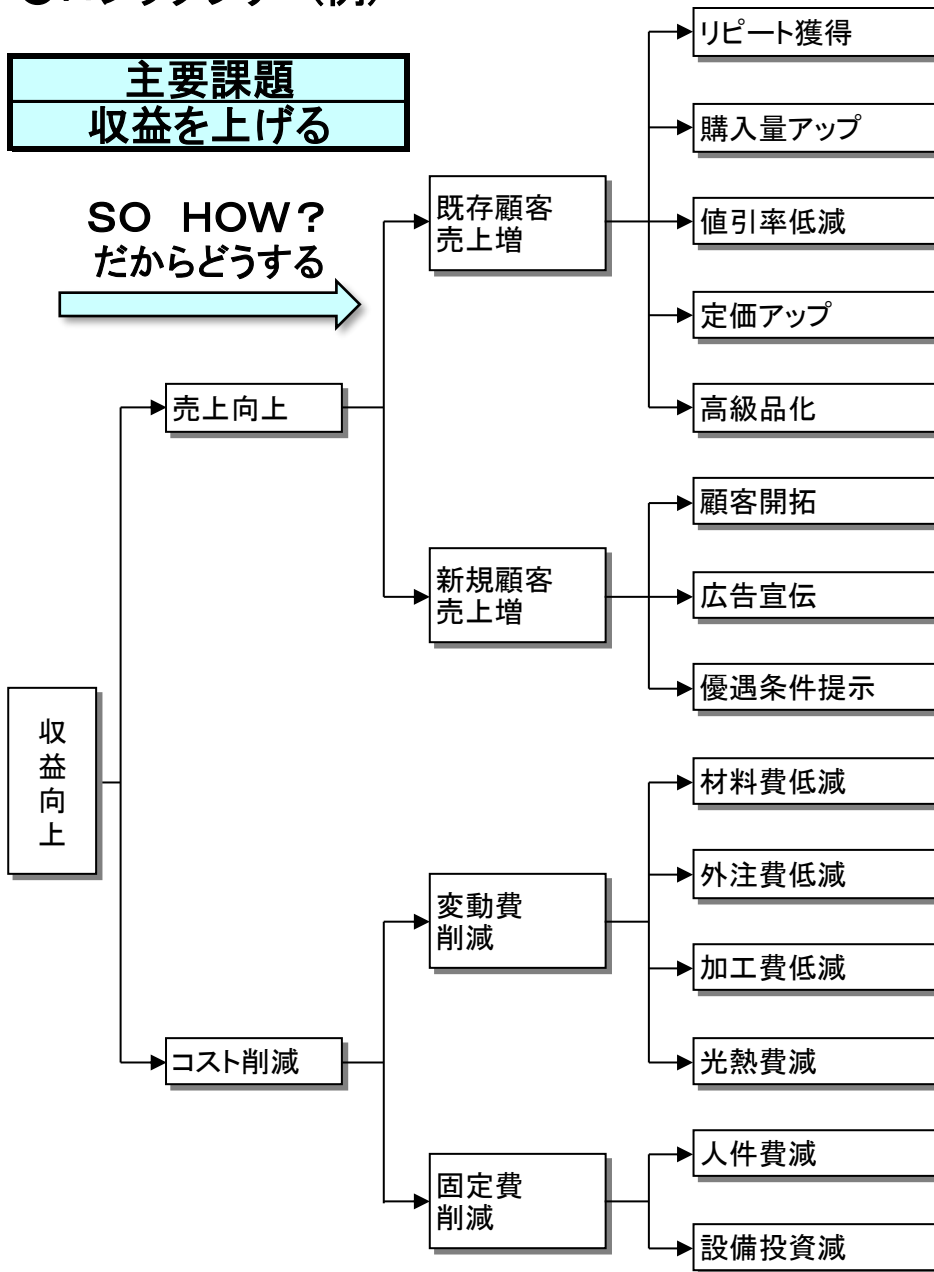 主要課題
収益を上げる
SO HOW?
だからどうする
収益向上
売上向上
コスト削減
既存顧客
売上増
新規顧客
売上増
変動費
削減
固定費
削減
リピート獲得
購入量アップ
値引率低減
定価アップ
高級品化
顧客開拓
広告宣伝
優遇条件提示
材料費低減
外注費低減
加工費低減
光熱費減
人件費減
設備投資減